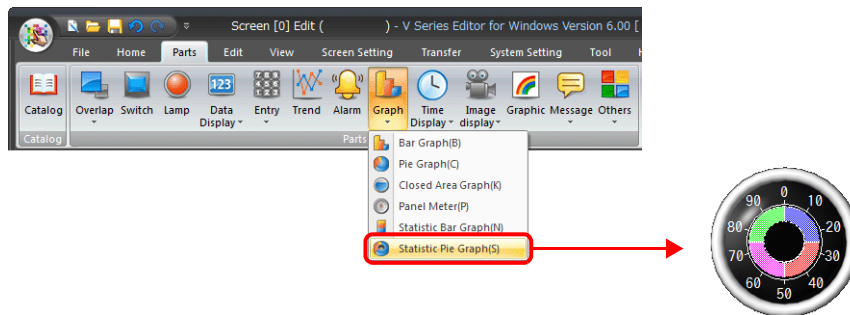 Screen [0] Edit ( ) - V Series Editor for Windows Version 6.00 [
File Home Parts Edit View Screen Setting Transfer System Setting Tool
Catalog Overlap Switch Lamp Data Display Entry Trend Alarm Graph Time Display Image display Graphic Message Others
123
Catalog Parts
Bar Graph(B)
Pie Graph(C)
Closed Area Graph(K)
Panel Meter(P)
Statistic Bar Graph(N)
Statistic Pie Graph(S)
0
90 10
80 20
70 30
60 40
50